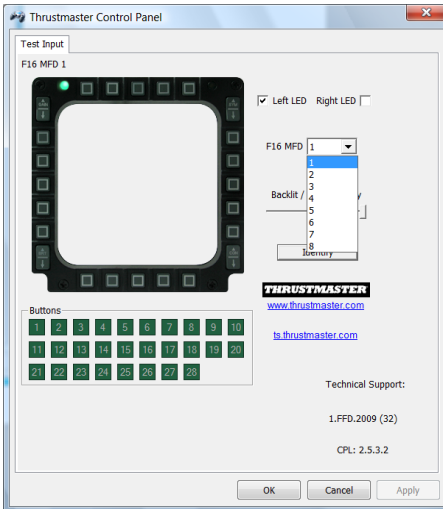 Thrustmaster Control Panel
Test Input
F16 MFD 1
Left LED Right LED
F16 MFD 1
1
2
3
4
5
6
7
8
Backlit / y
Identify
THRUSTMASTER
www.thrustmaster.com
ts.thrustmaster.com
Buttons
1 2 3 4 5 6 7 8 9 10
11 12 13 14 15 16 17 18 19 20
21 22 23 24 25 26 27 28
Technical Support:
1.FFD.2009 (32)
CPL: 2.5.3.2
OK Cancel Apply